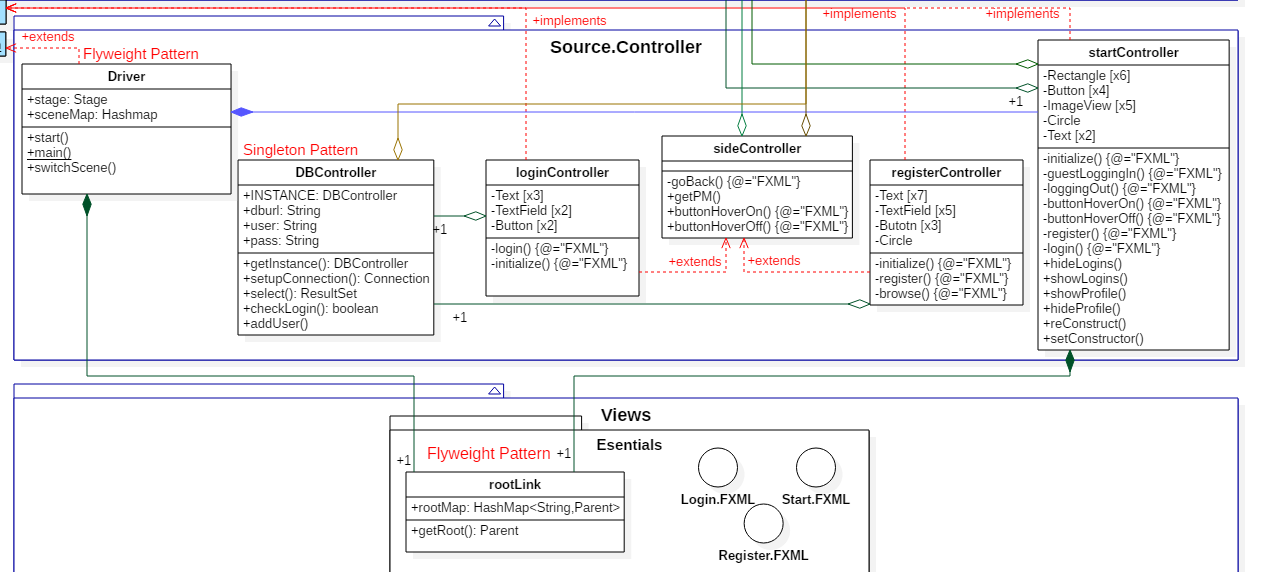 +implements
+implements
+implements
+extends
Flyweight Pattern
Source.Controller
Driver
+stage: Stage
+sceneMap: Hashmap
+start()
+main()
+switchScene()
startController
-Rectangle [x6]
-Button [x4]
-ImageView [x5]
-Circle
-Text [x2]
-initialize() {@="FXML"}
-guestLoggingIn() {@="FXML"}
-loggingOut() {@="FXML"}
-buttonHoverOn() {@="FXML"}
-buttonHoverOff() {@="FXML"}
-register() {@="FXML"}
-login() {@="FXML"}
+hideLogins()
+showLogins()
+showProfile()
+hideProfile()
+reConstruct()
+setConstructor()
+1
Singleton Pattern
DBController
+INSTANCE: DBController
+dburl: String
+user: String
+pass: String
+getInstance(): DBController
+setupConnection(): Connection
+select(): ResultSet
+checkLogin(): boolean
+addUser()
+1
loginController
-Text [x3]
-TextField [x2]
-Button [x2]
-login() {@="FXML"}
-initialize() {@="FXML"}
sideController
-goBack() {@="FXML"}
+getPM()
+buttonHoverOn() {@="FXML"}
+buttonHoverOff() {@="FXML"}
+extends
+extends
registerController
-Text [x7]
-TextField [x5]
-Butotn [x3]
-Circle
-initialize() {@="FXML"}
-register() {@="FXML"}
-browse() {@="FXML"}
+1
Views
Esentials
+1
Flyweight Pattern
+1
rootLink
+rootMap: HashMap<String,Parent>
+getRoot(): Parent
Login.FXML
Start.FXML
Register.FXML